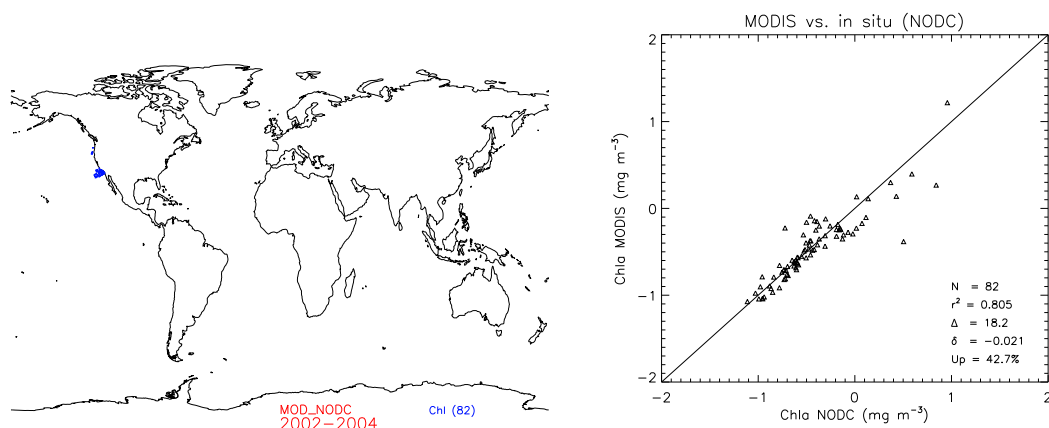 MOD_NODC
2002-2004
Chl (82)
MODIS vs. in situ (NODC)
2
1
0
-1
-2
Chla MODIS (mg m⁻³)
N = 82
r² = 0.805
Δ = 18.2
δ = -0.021
Up = 42.7%
-2
-1
0
1
2
Chla NODC (mg m⁻³)